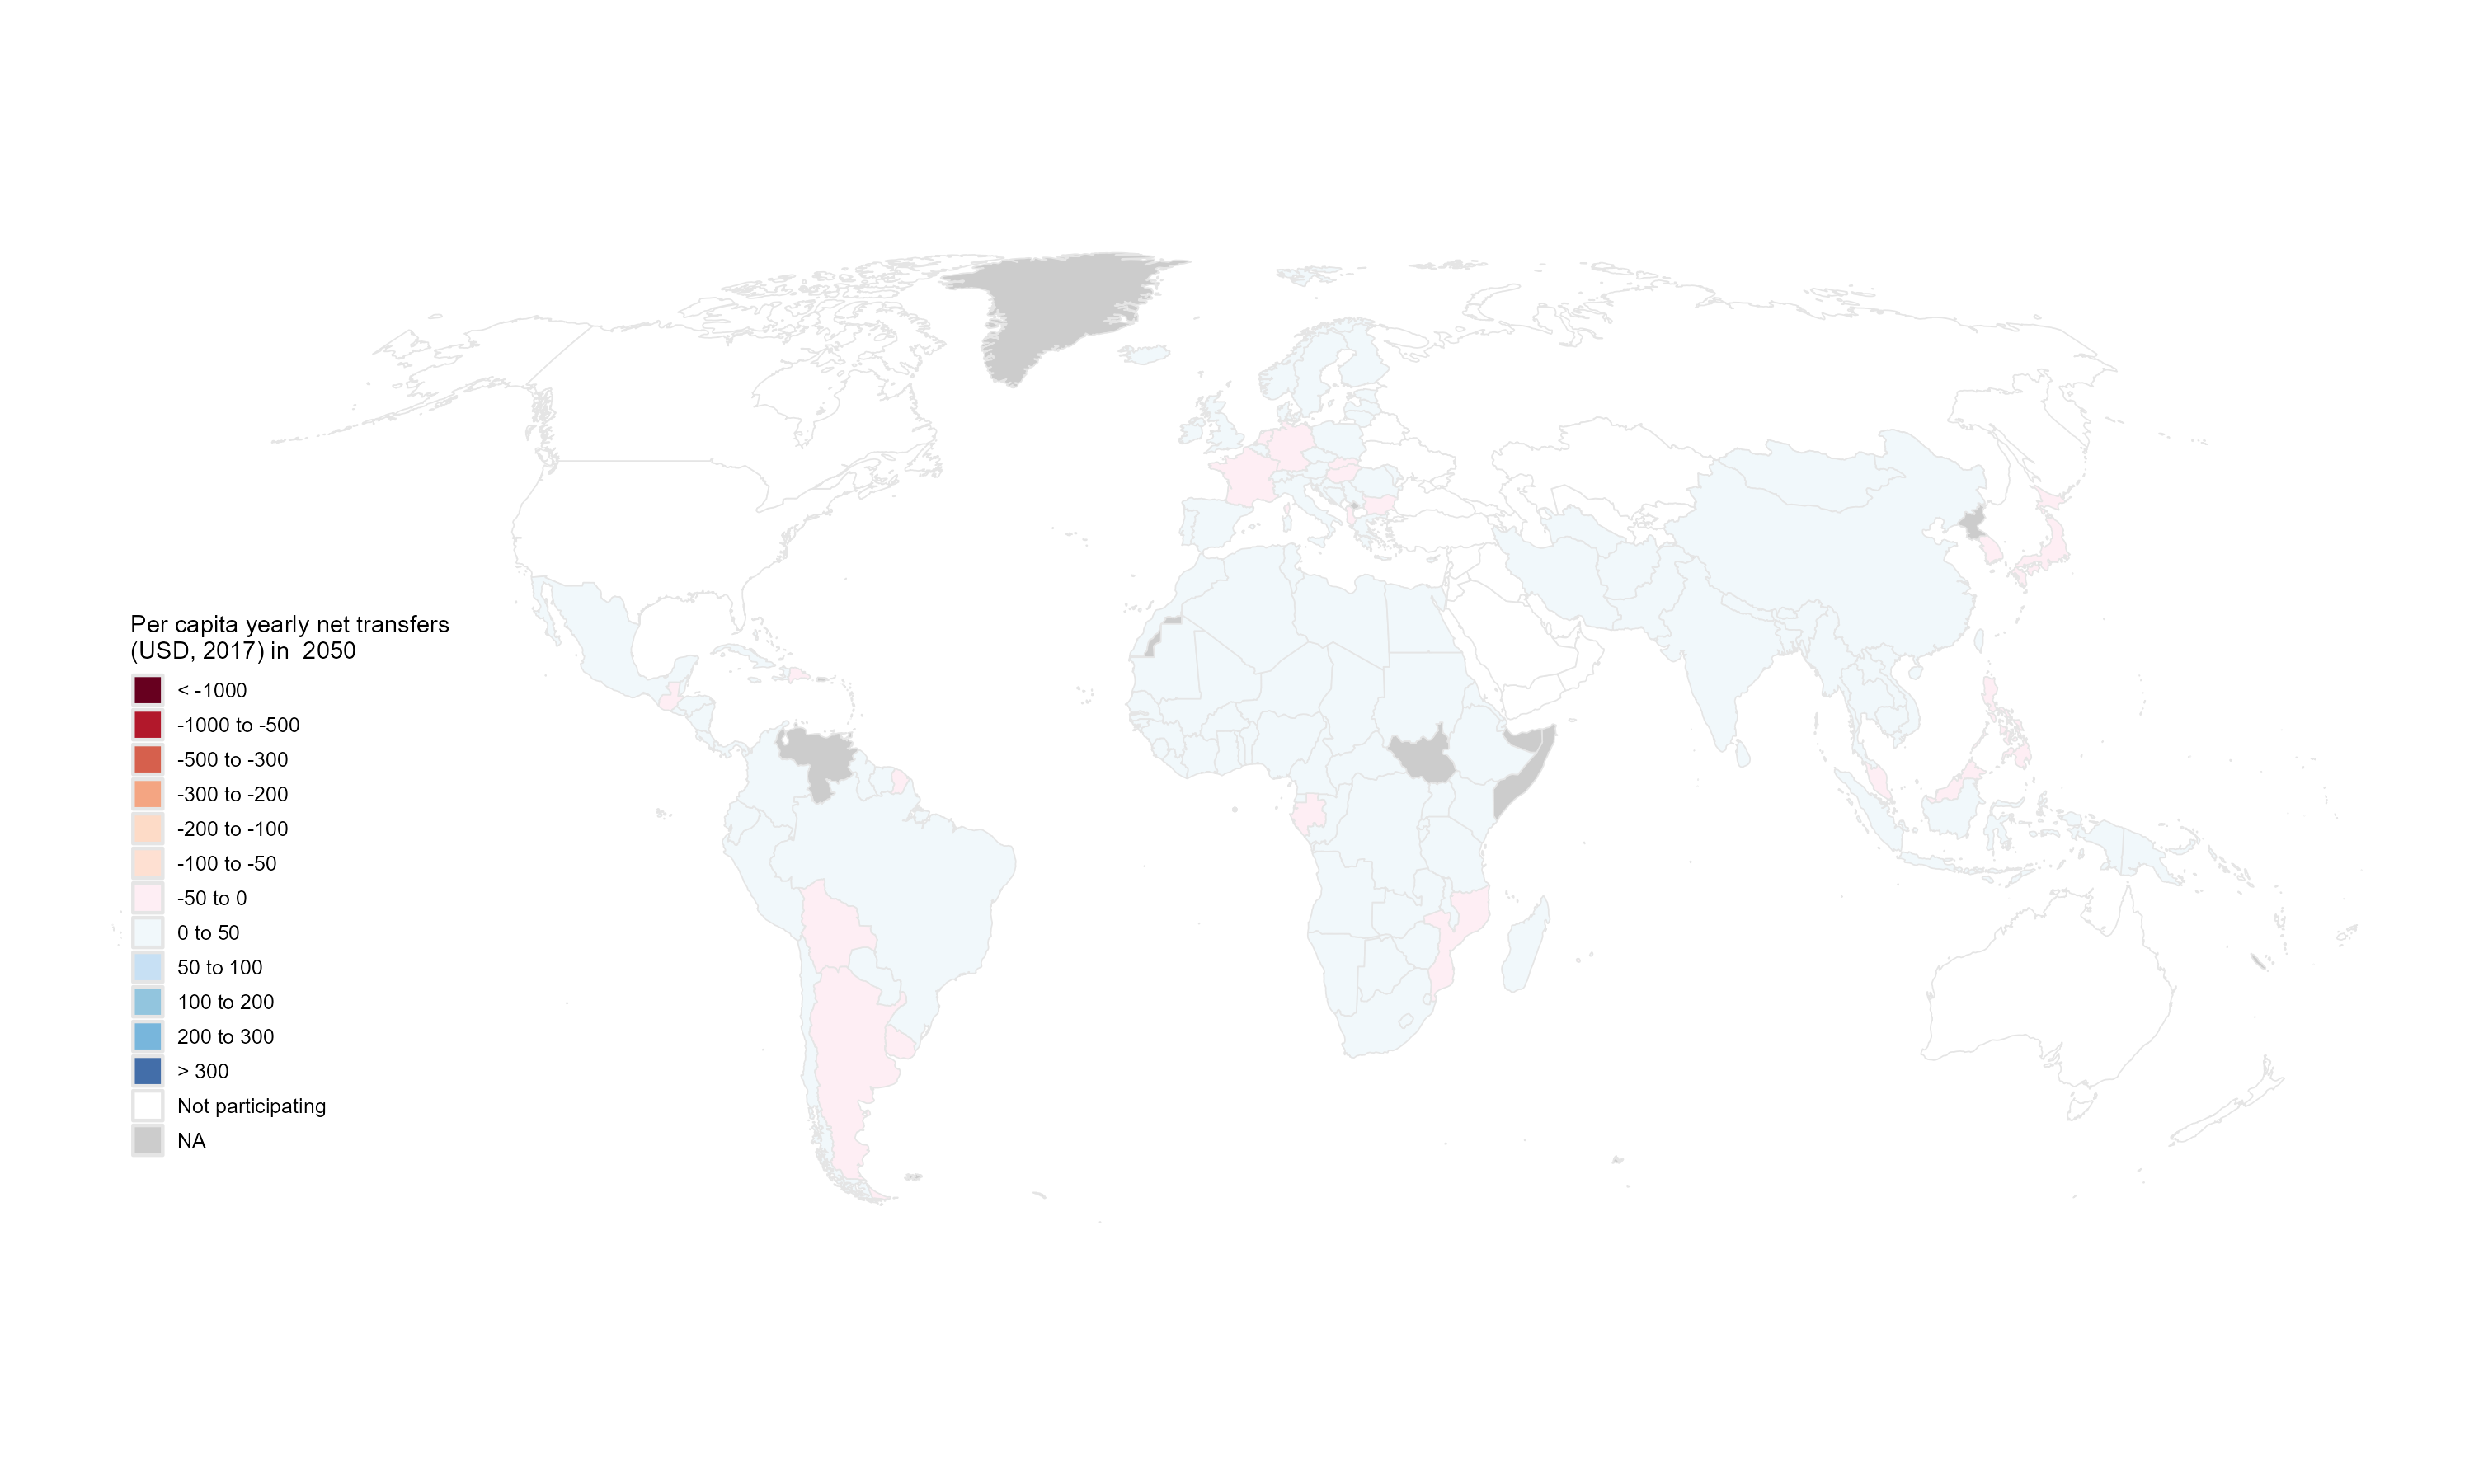 Per capita yearly net transfers
(USD, 2017) in  2050
< -1000
-1000 to -500
-500 to -300
-300 to -200
-200 to -100
-100 to -50
-50 to 0
0 to 50
50 to 100
100 to 200
200 to 300
> 300
Not participating
NA